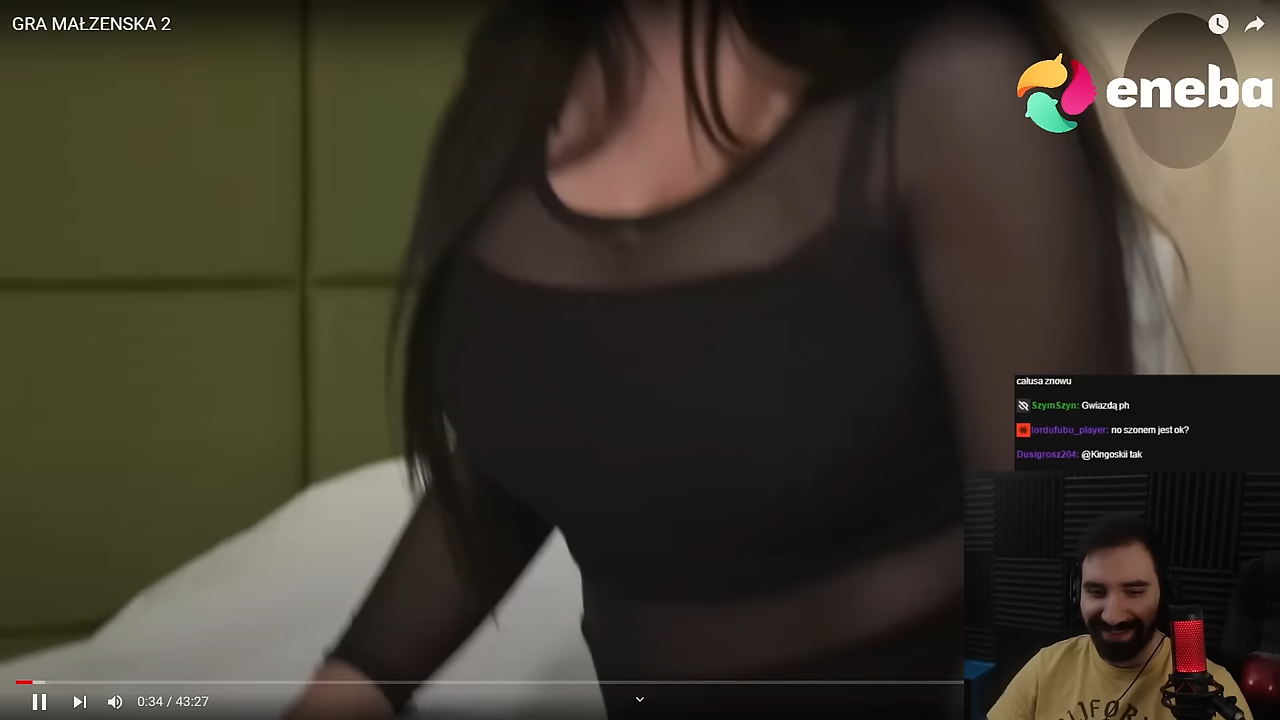 GRA MAŁZENSKA 2
eneba
całusa znowu
SzymSzyn: Gwiazdą ph
lordufubu_player: no szonem jest ok?
Dusigrosz204: @Kingoskii tak
0:34 / 43:27